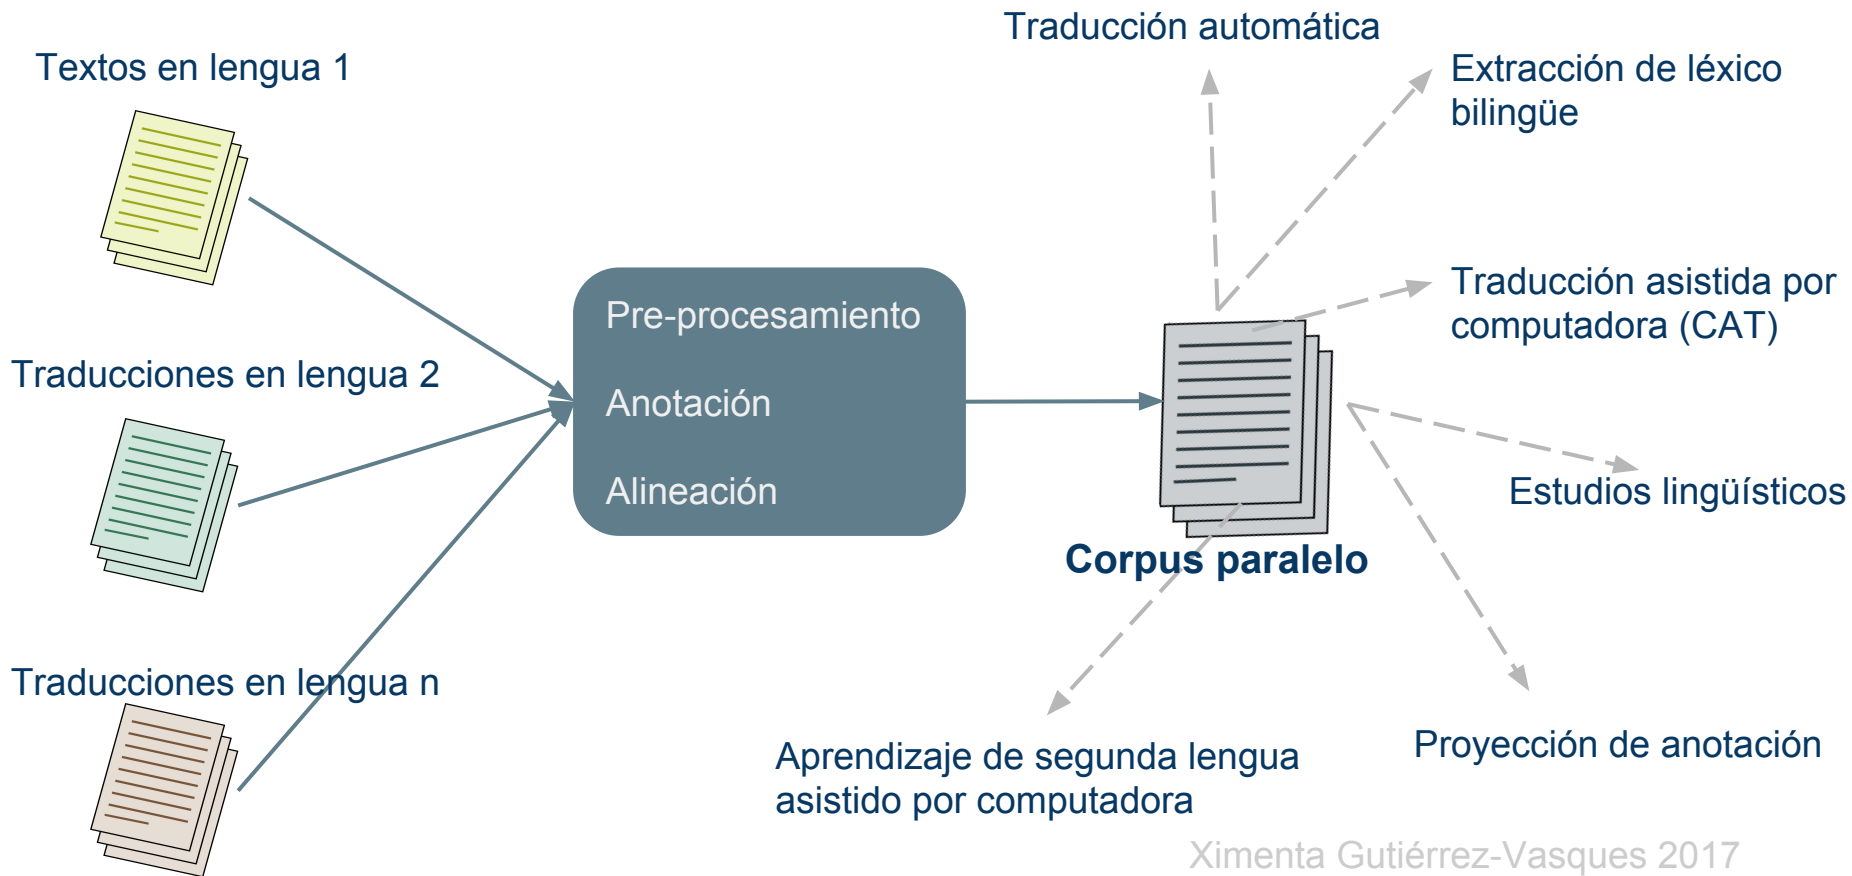 Textos en lengua 1
Traducciones en lengua 2
Traducciones en lengua n
Pre-procesamiento
Anotación
Alineación
Corpus paralelo
Traducción automática
Extracción de léxico
bilingüe
Traducción asistida por
computadora (CAT)
Estudios lingüísticos
Proyección de anotación
Aprendizaje de segunda lengua
asistido por computadora
Ximenta Gutiérrez-Vasques 2017